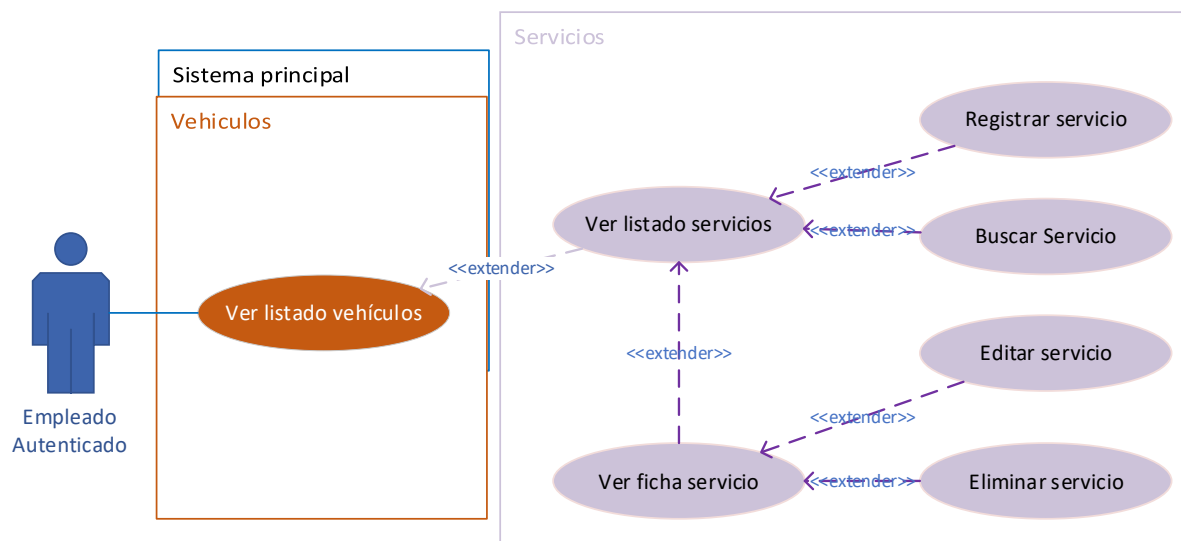 Servicios
Sistema principal
Vehiculos
Registrar servicio
<<extender>>
Ver listado servicios
Buscar Servicio
<<extender>>
<<extender>>
Ver listado vehículos
Editar servicio
<<extender>>
<<extender>>
Empleado
Autenticado
Ver ficha servicio
<<extender>>
Eliminar servicio